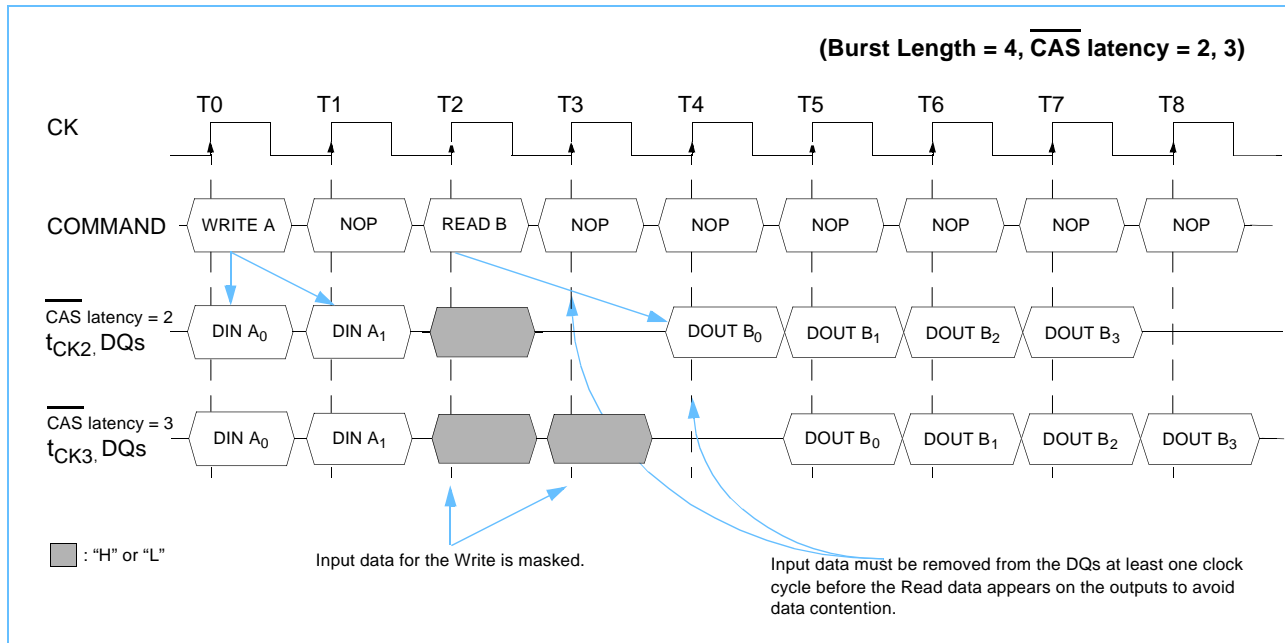 (Burst Length = 4, CAS latency = 2, 3)
T0 T1 T2 T3 T4 T5 T6 T7 T8
CK
COMMAND WRITE A NOP READ B NOP NOP NOP NOP NOP NOP
CAS latency = 2
tCK2, DQs DIN A0 DIN A1 DOUT B0 DOUT B1 DOUT B2 DOUT B3
CAS latency = 3
tCK3, DQs DIN A0 DIN A1 DOUT B0 DOUT B1 DOUT B2 DOUT B3
: “H” or “L”
Input data for the Write is masked.
Input data must be removed from the DQs at least one clock
cycle before the Read data appears on the outputs to avoid
data contention.